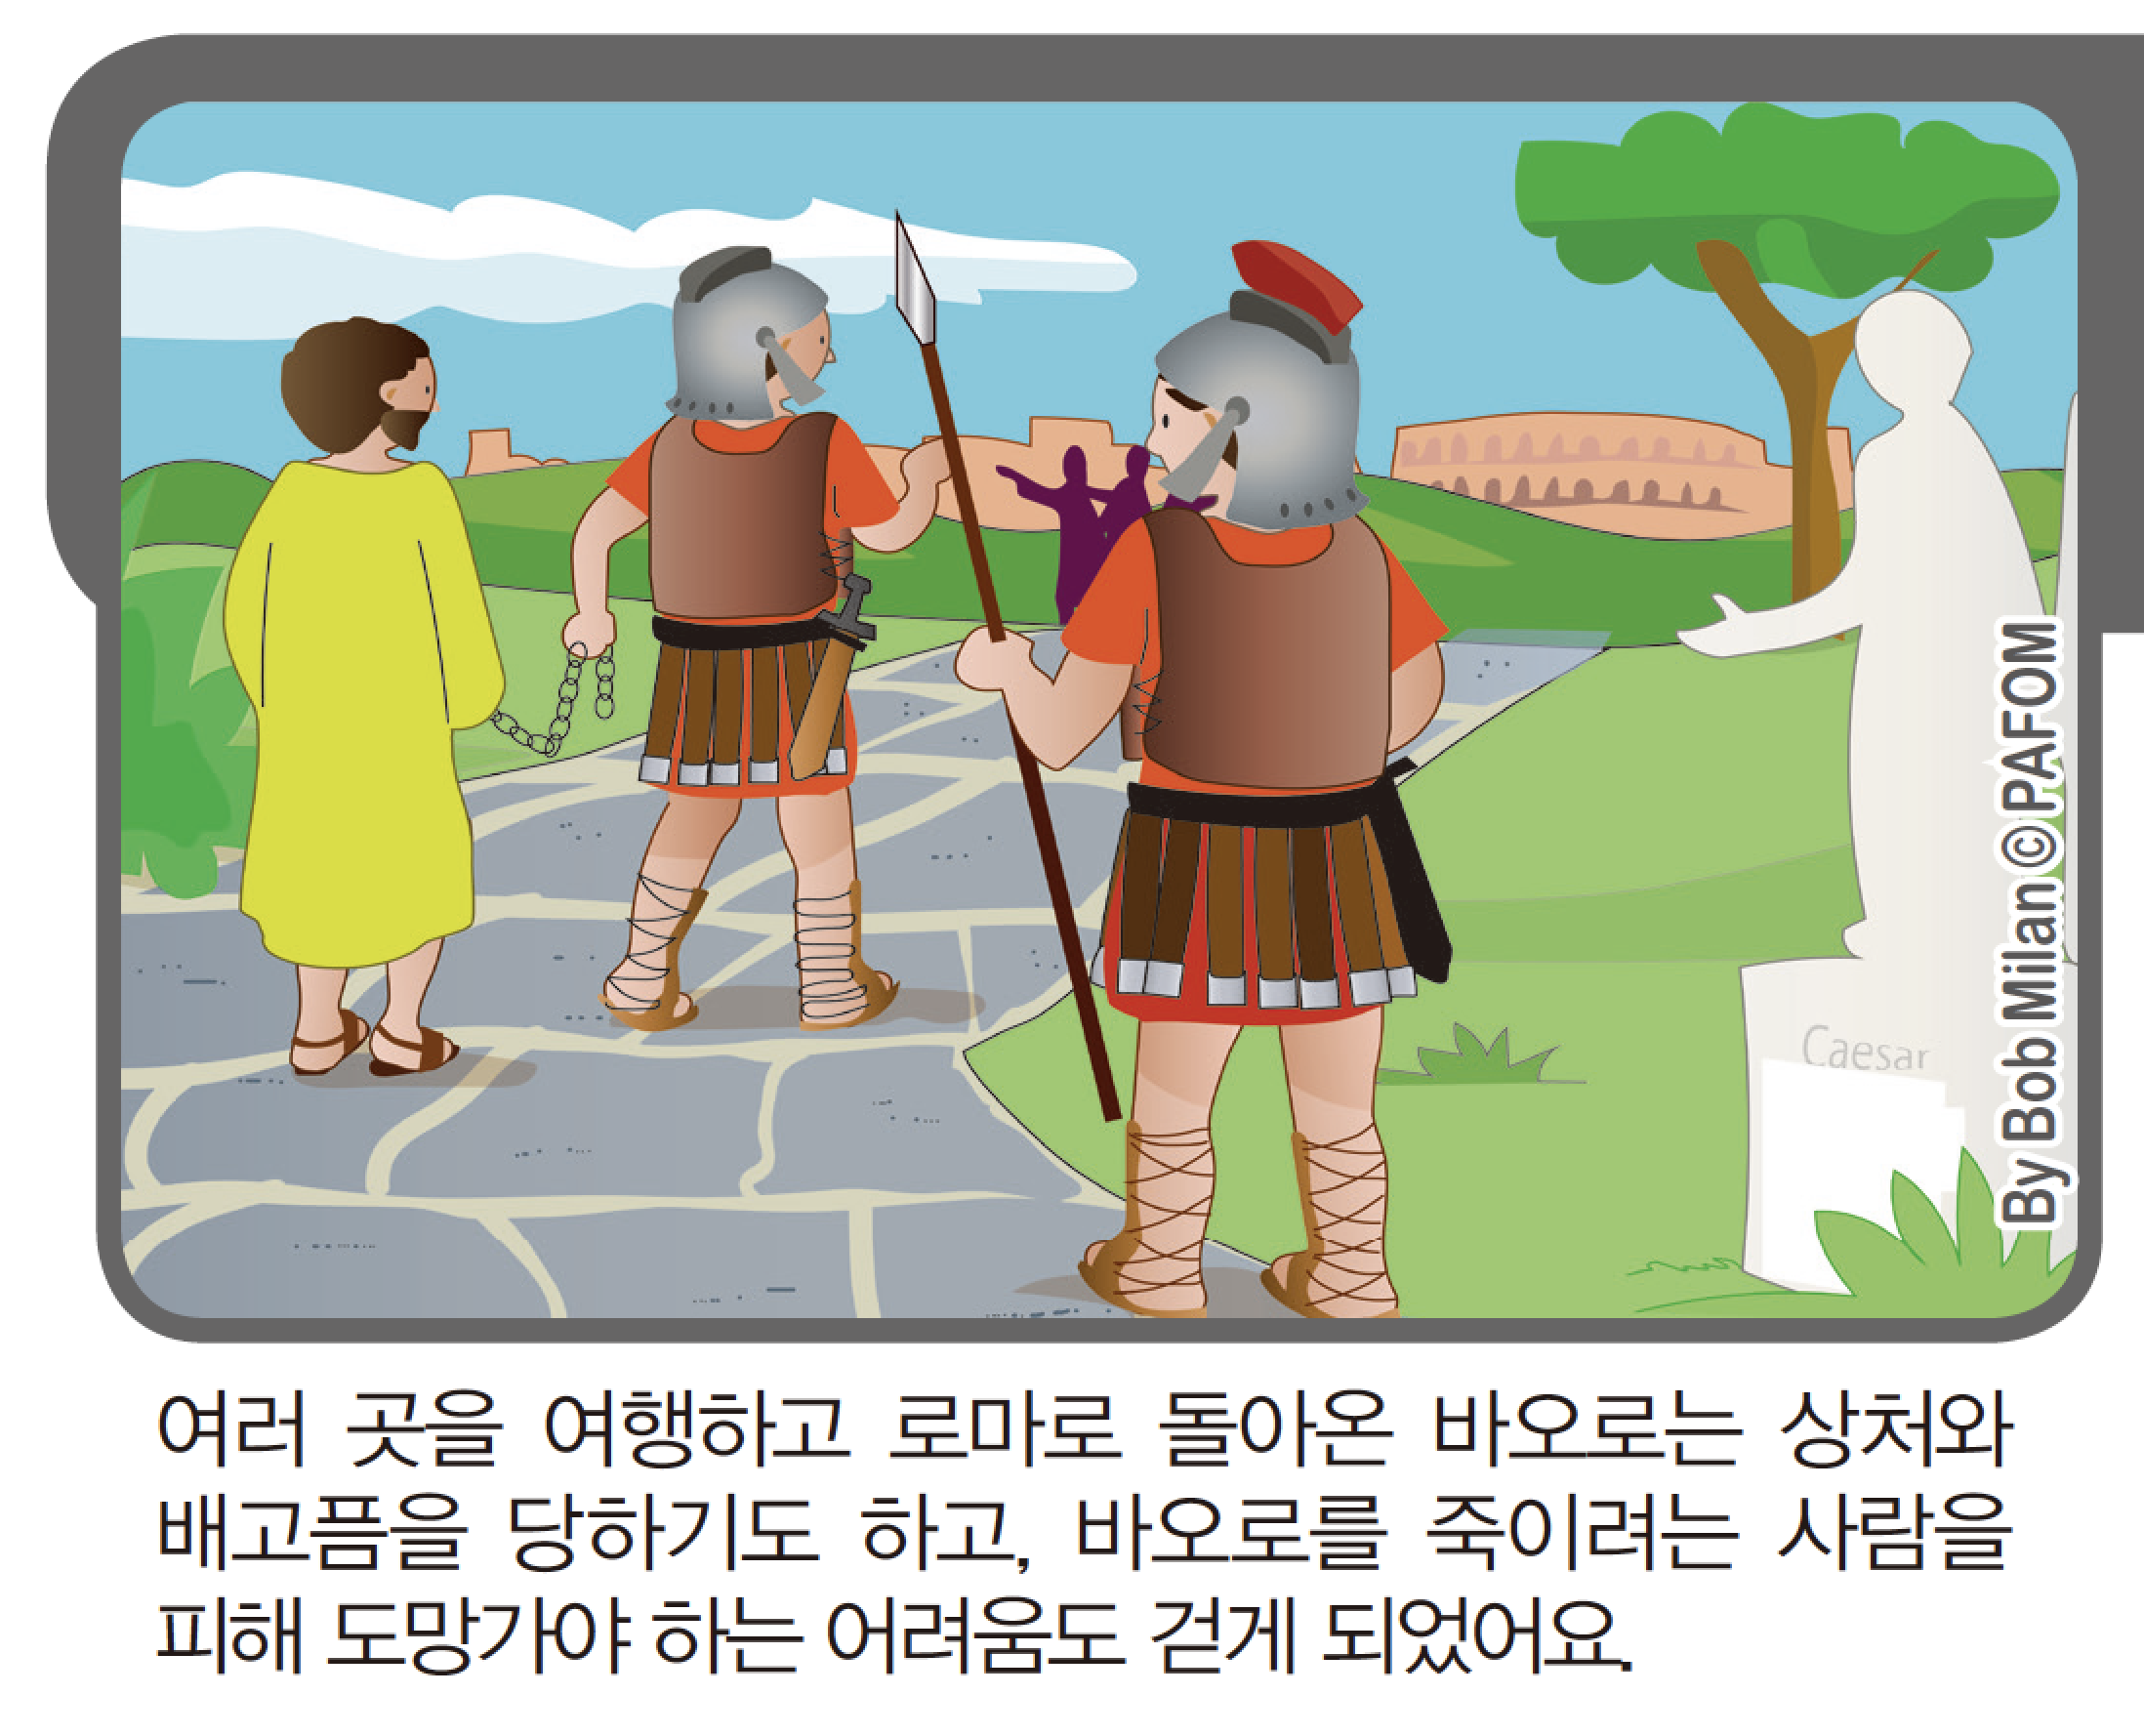 Caesar
By Bob Milan©PAFOM
여러 곳을 여행하고 로마로 돌아온 바오로는 상처와
배고픔을 당하기도 하고, 바오로를 죽이려는 사람을
피해 도망가야 하는 어려움도 걷게 되었어요.